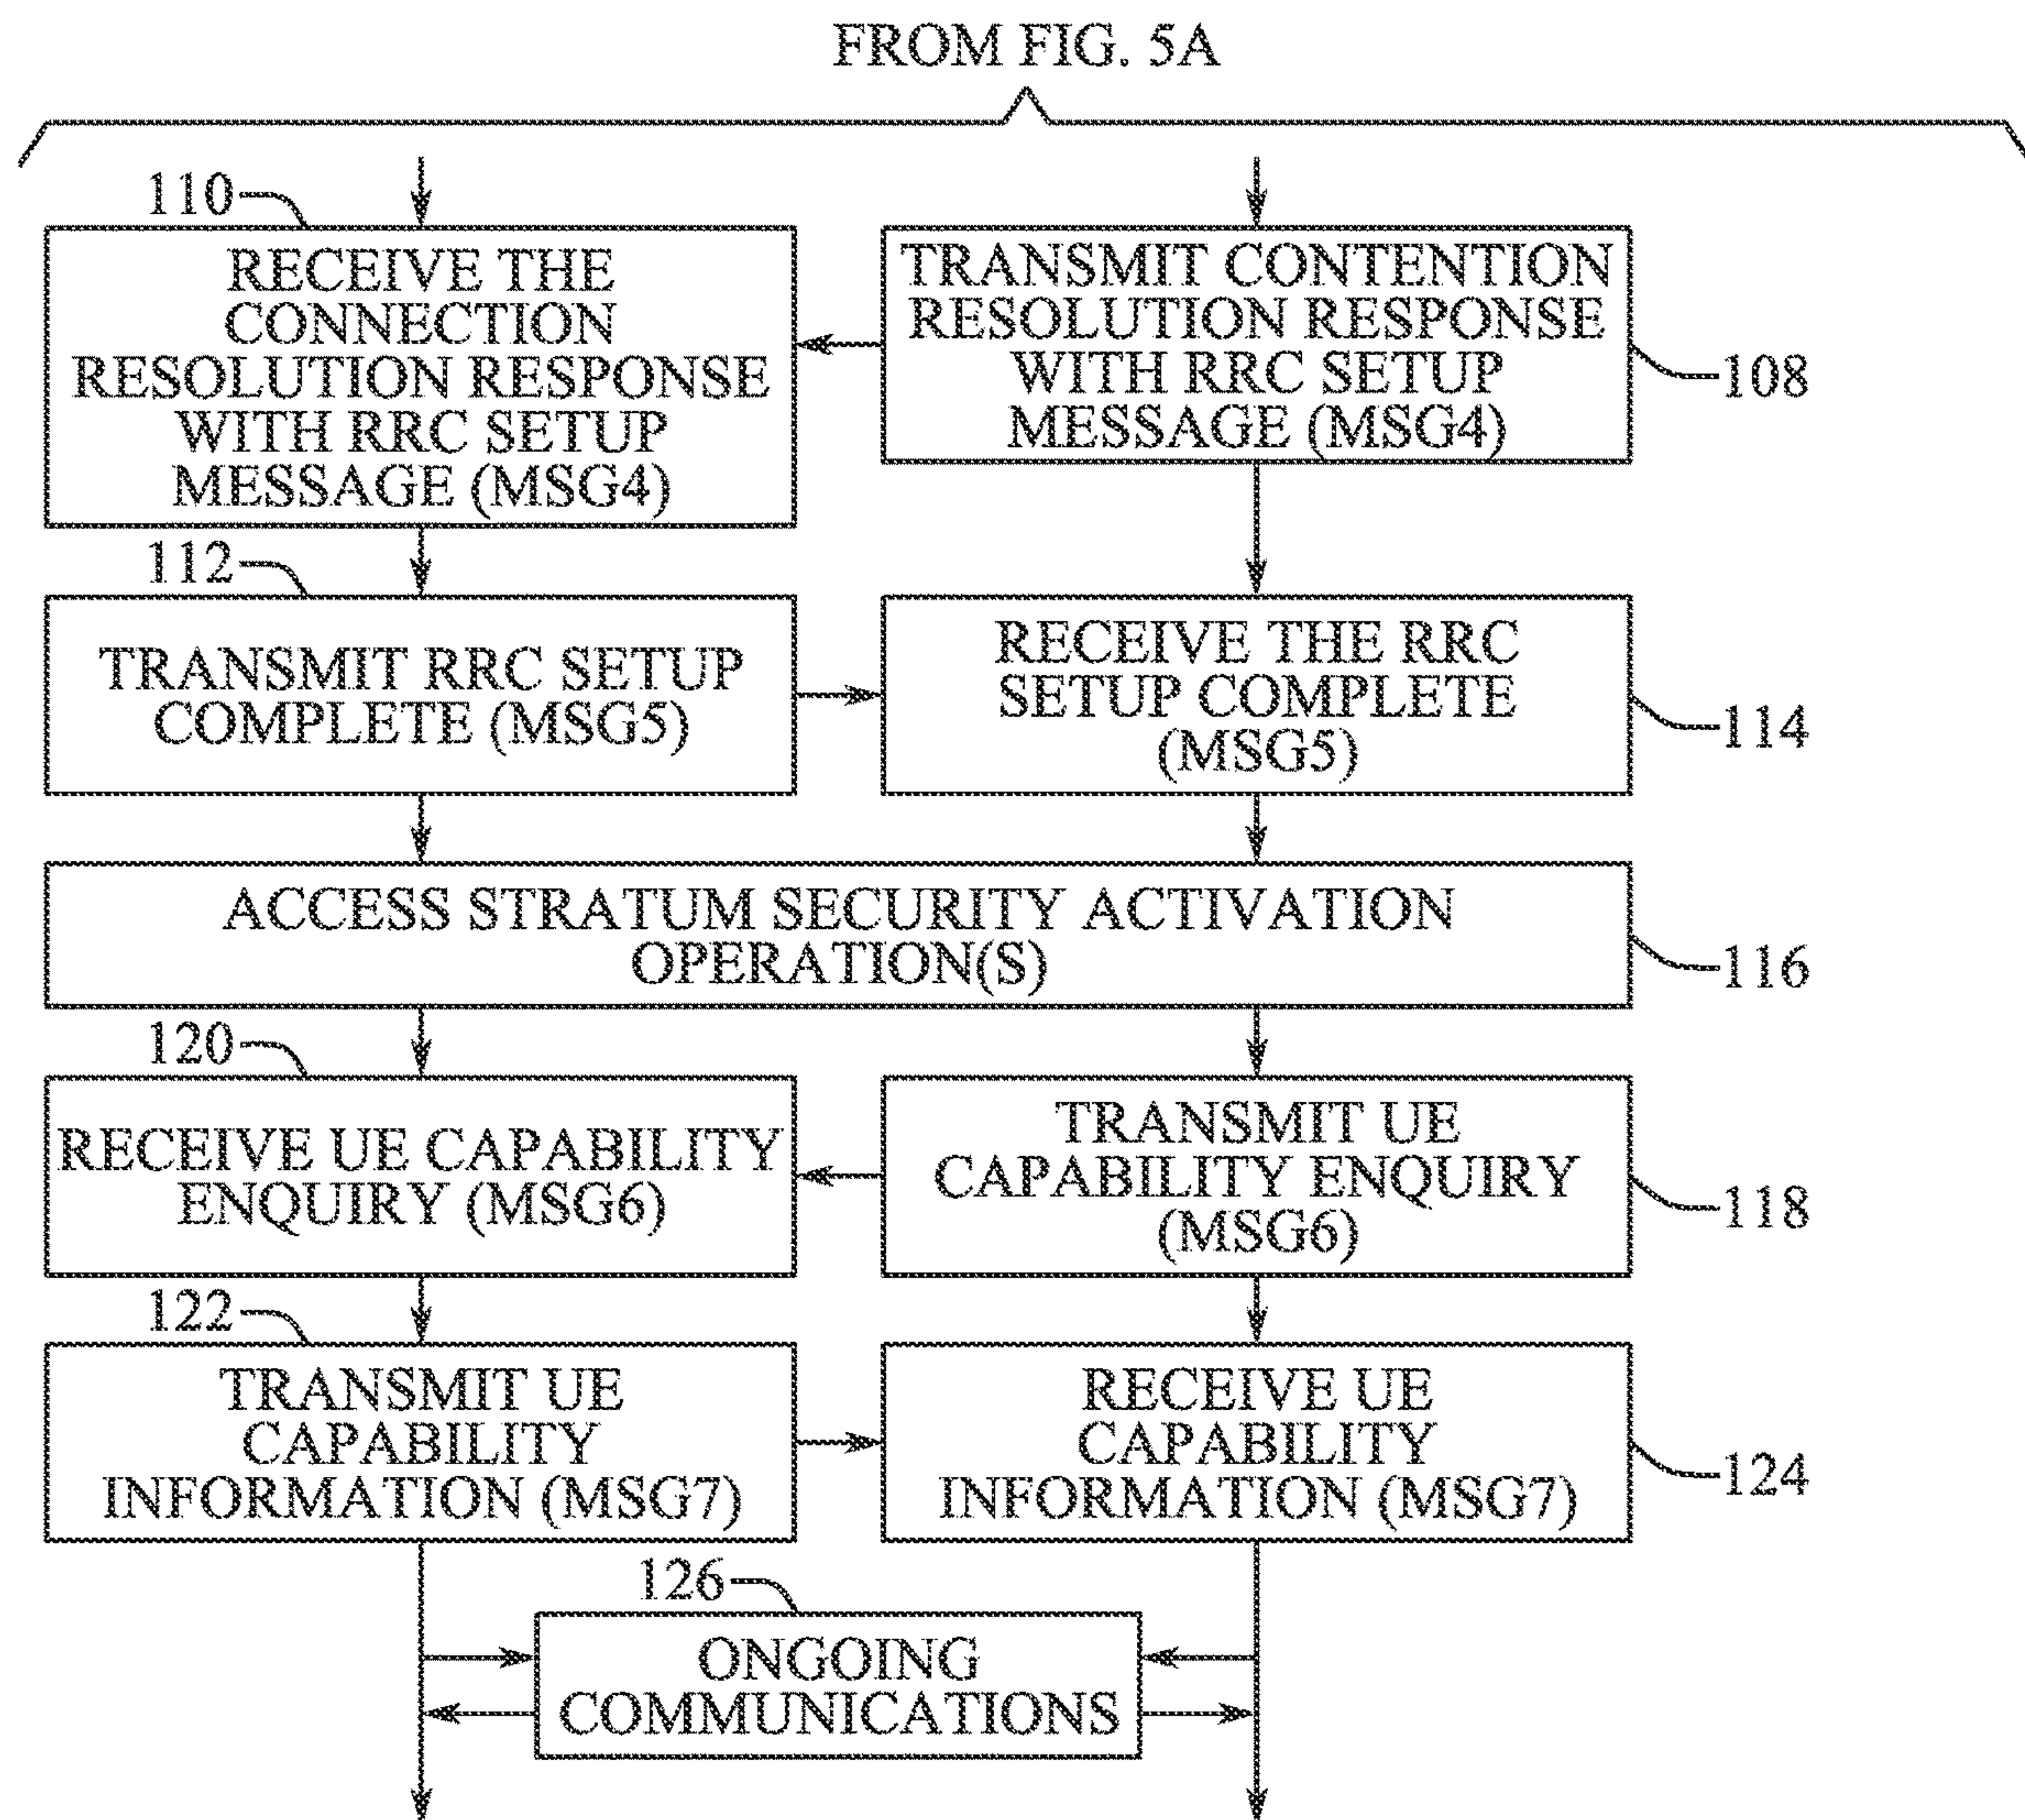 FROM FIG. 5A
110
RECEIVE THE
CONNECTION
RESOLUTION RESPONSE
WITH RRC SETUP
MESSAGE (MSG4)
TRANSMIT CONTENTION
RESOLUTION RESPONSE
WITH RRC SETUP
MESSAGE (MSG4)
108
112
TRANSMIT RRC SETUP
COMPLETE (MSG5)
RECEIVE THE RRC
SETUP COMPLETE
(MSG5)
114
ACCESS STRATUM SECURITY ACTIVATION
OPERATION(S)
116
120
RECEIVE UE CAPABILITY
ENQUIRY (MSG6)
TRANSMIT UE
CAPABILITY ENQUIRY
(MSG6)
118
122
TRANSMIT UE
CAPABILITY
INFORMATION (MSG7)
RECEIVE UE
CAPABILITY
INFORMATION (MSG7)
124
126
ONGOING
COMMUNICATIONS